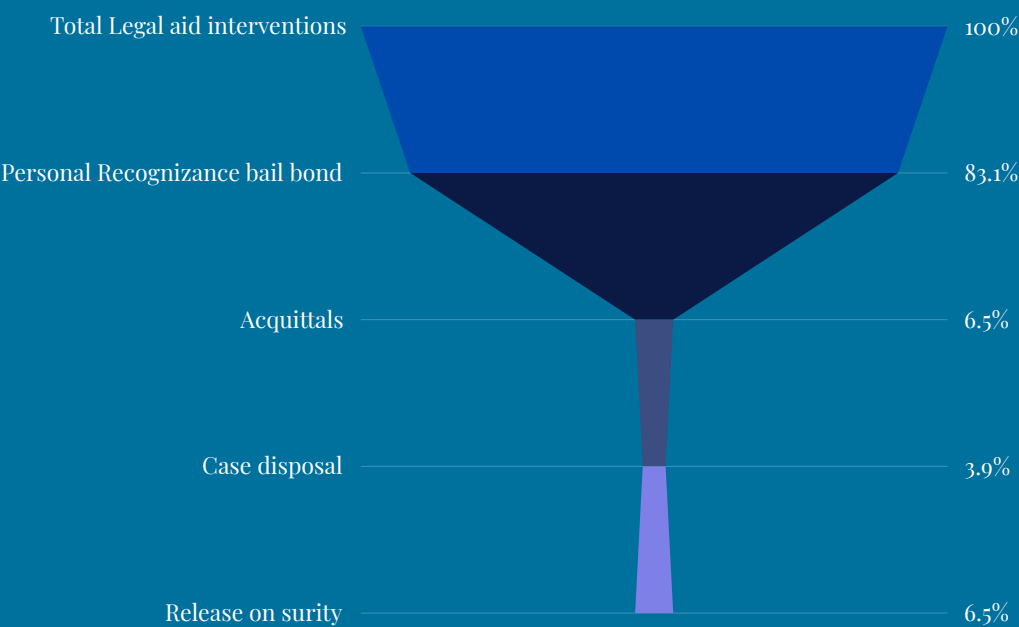 Total Legal aid interventions 100%
Personal Recognizance bail bond 83.1%
Acquittals 6.5%
Case disposal 3.9%
Release on surity 6.5%